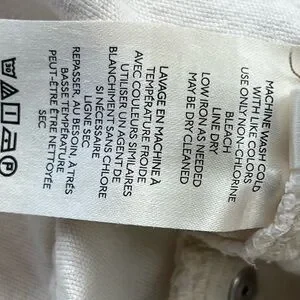 MACHINE WASH COLD
WITH LIKE COLORS
USE ONLY NON-CHLORINE
BLEACH
LINE DRY
LOW IRON AS NEEDED
MAY BE DRY CLEANED
LAVAGE EN MACHINE À
TEMPÉRATURE FROIDE
AVEC COULEURS SIMILAIRES
UTILISER UN AGENT DE
BLANCHIMENT SANS CHLORE
LIGNE SEC
REPASSER, AU BESOIN, À TRÉS
BASSE TEMPÉRATURE
PEUT-ÊTRE ÊTRE NETTOYÉE
SEC